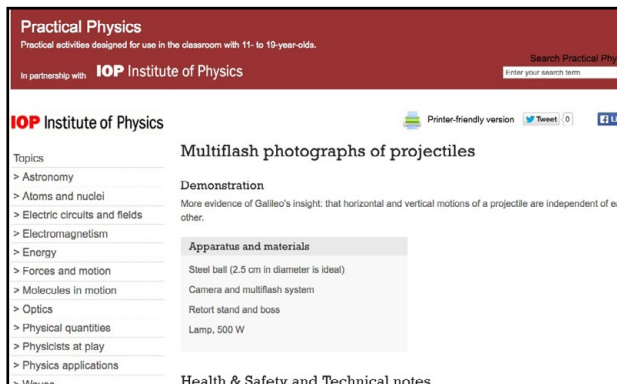 Practical Physics
Practical activities designed for use in the classroom with 11- to 19-year-olds.
Search Practical Phy
In partnership with IOP Institute of Physics
Enter your search term
IOP Institute of Physics
Printer-friendly version Tweet 0
Topics
> Astronomy
> Atoms and nuclei
> Electric circuits and fields
> Electromagnetism
> Energy
> Forces and motion
> Molecules in motion
> Optics
> Physical quantities
> Physicists at play
> Physics applications
> Waves
Multiflash photographs of projectiles
Demonstration
More evidence of Galileo's insight: that horizontal and vertical motions of a projectile are independent of
other.
Apparatus and materials
Steel ball (2.5 cm in diameter is ideal)
Camera and multiflash system
Retort stand and boss
Lamp, 500 W
Health & Safety and Technical notes